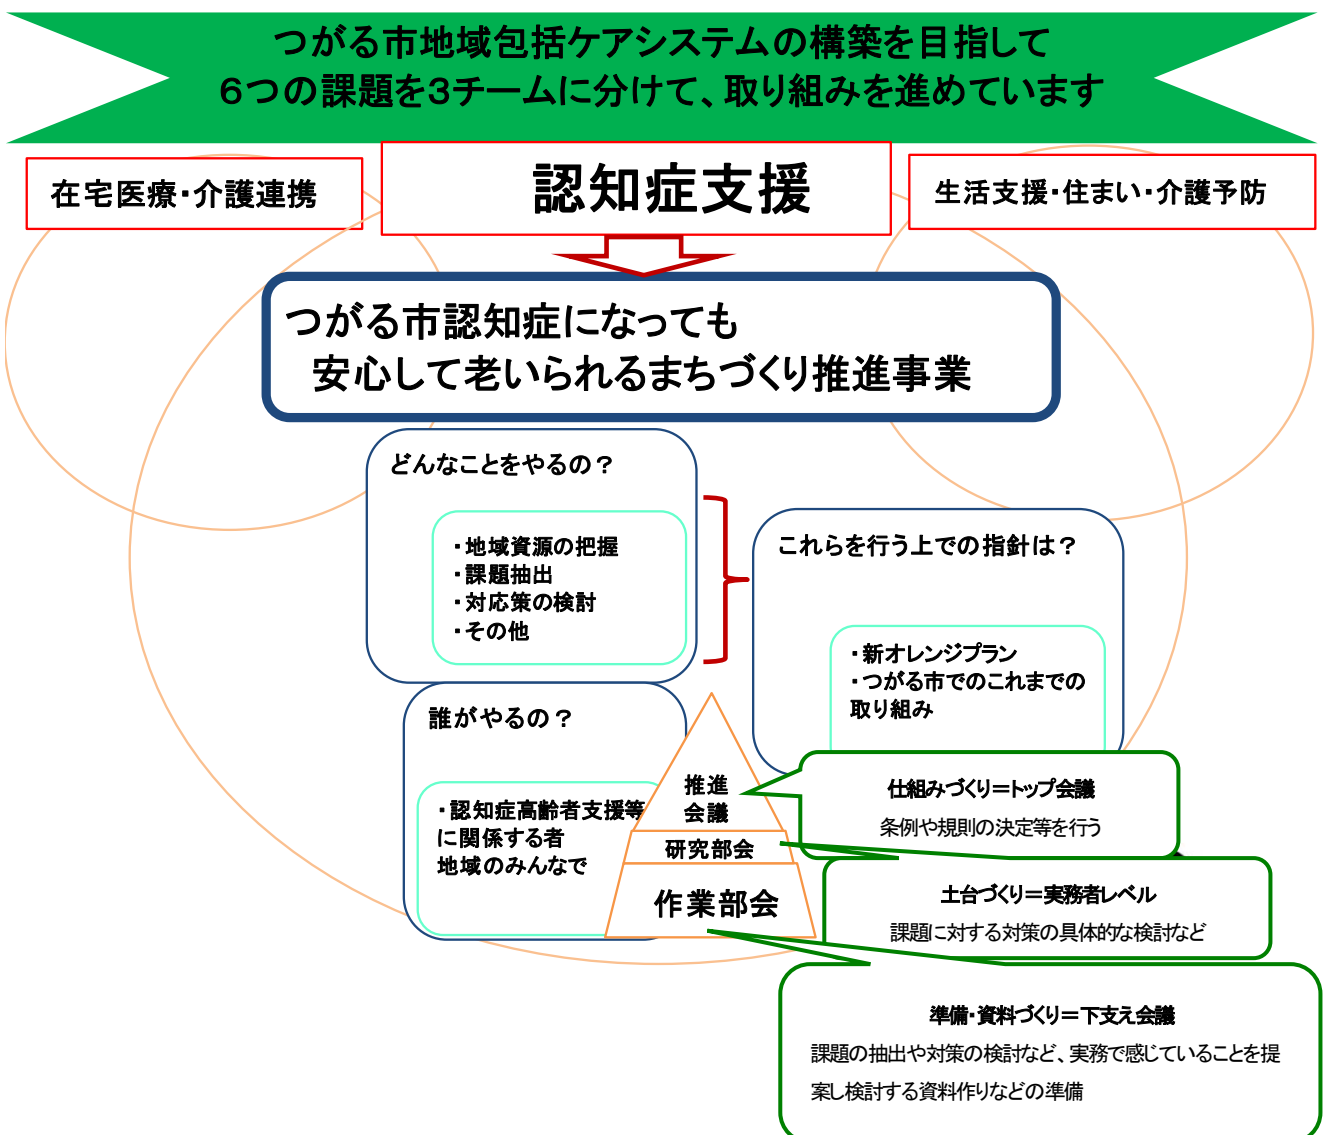 つがる市地域包括ケアシステムの構築を目指して
６つの課題を３チームに分けて、取り組みを進めています
在宅医療・介護連携
認知症支援
生活支援・住まい・介護予防
つがる市認知症になっても
安心して老いられるまちづくり推進事業
どんなことをやるの？
・地域資源の把握
・課題抽出
・対応策の検討
・その他
これらを行う上での指針は？
・新オレンジプラン
・つがる市でのこれまでの
取り組み
誰がやるの？
・認知症高齢者支援等
に関係する者
地域のみんなで
推進
会議
研究部会
作業部会
仕組みづくり＝トップ会議
条例や規則の決定等を行う
土台づくり＝実務者レベル
課題に対する対策の具体的な検討など
準備・資料づくり＝下支え会議
課題の抽出や対策の検討など、実務で感じていることを提
案し検討する資料作りなどの準備